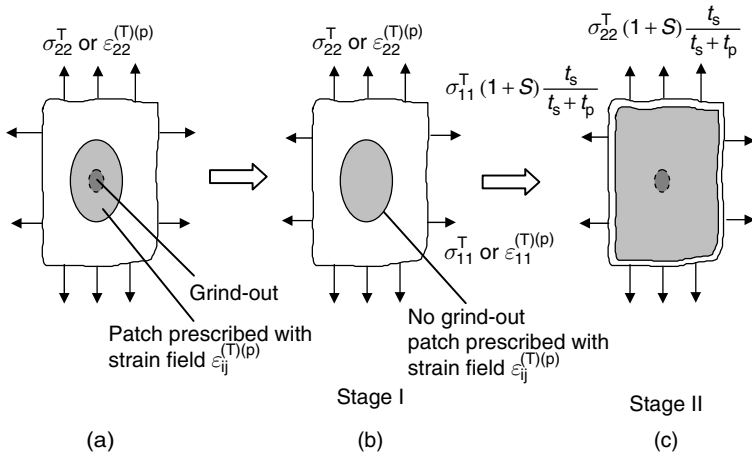 σ₂₂ᵀ or ε₂₂⁽ᵀ⁾⁽ᵖ⁾
Grind-out
Patch prescribed with
strain field εᵢⱼ⁽ᵀ⁾⁽ᵖ⁾
(a)
σ₂₂ᵀ or ε₂₂⁽ᵀ⁾⁽ᵖ⁾
σ₁₁ᵀ or ε₁₁⁽ᵀ⁾⁽ᵖ⁾
No grind-out
patch prescribed with
strain field εᵢⱼ⁽ᵀ⁾⁽ᵖ⁾
Stage I
(b)
σ₂₂ᵀ (1 + S) tₛ / (tₛ + tₚ)
σ₁₁ᵀ (1 + S) tₛ / (tₛ + tₚ)
Stage II
(c)